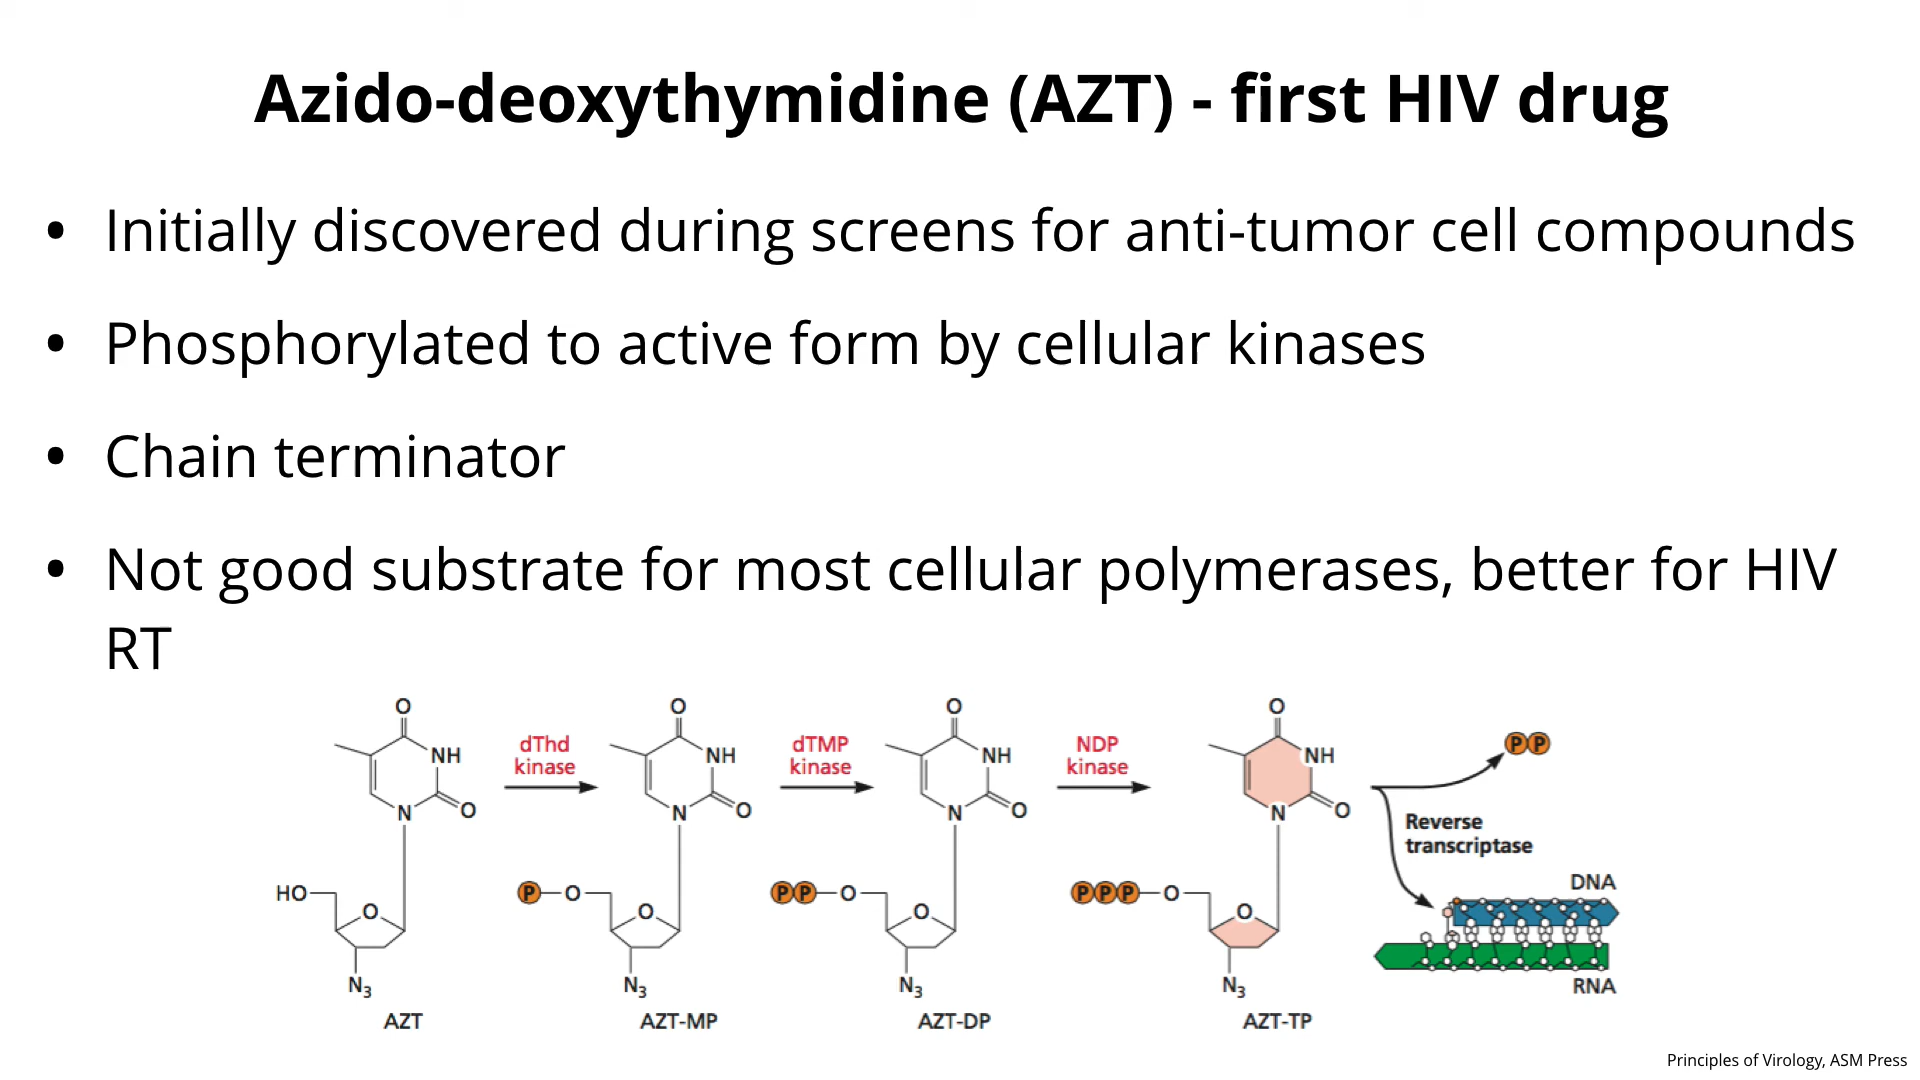 Azido-deoxythymidine (AZT) - first HIV drug
• Initially discovered during screens for anti-tumor cell compounds
• Phosphorylated to active form by cellular kinases
• Chain terminator
• Not good substrate for most cellular polymerases, better for HIV
RT
O
NH
O
N
HO
O
N3
AZT
dThd
kinase
O
NH
O
N
P
O
O
N3
AZT-MP
dTMP
kinase
O
NH
O
N
PP
O
O
N3
AZT-DP
NDP
kinase
O
NH
O
N
PPP
O
O
N3
AZT-TP
PP
Reverse
transcriptase
DNA
RNA
Principles of Virology, ASM Press